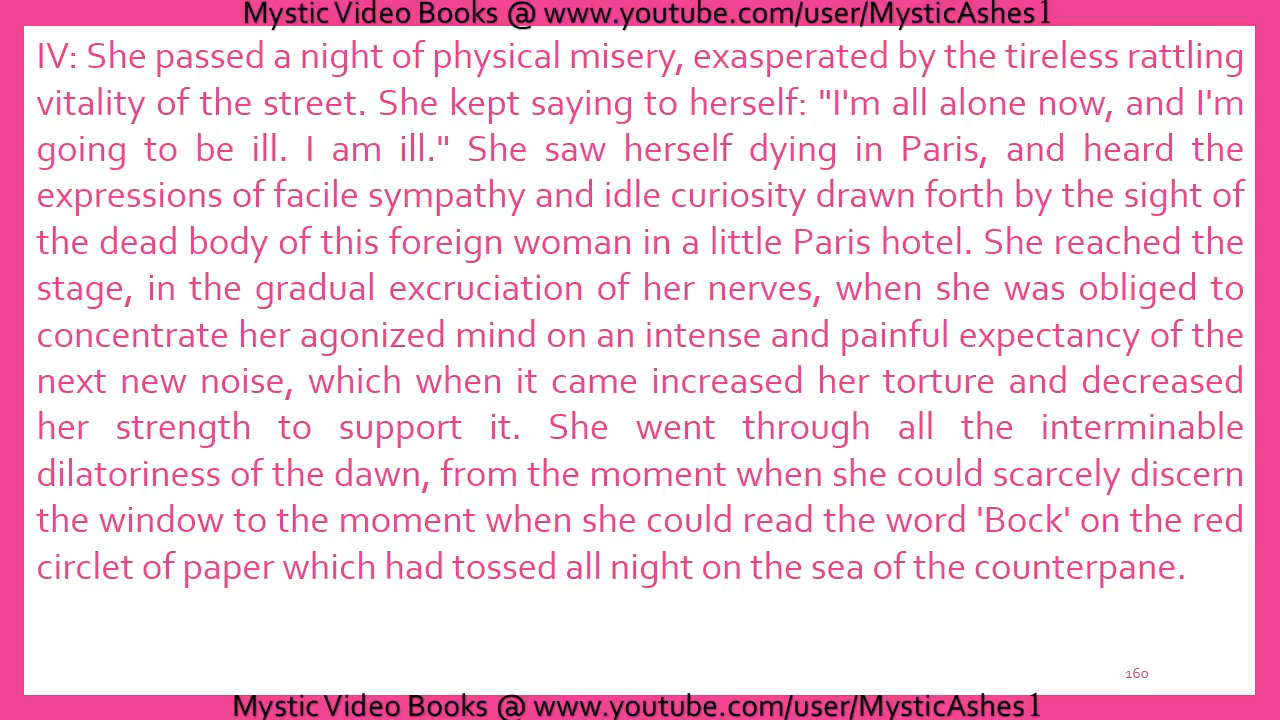 Mystic Video Books @ www.youtube.com/user/MysticAshes1
IV: She passed a night of physical misery, exasperated by the tireless rattling
vitality of the street. She kept saying to herself: "I'm all alone now, and I'm
going to be ill. I am ill." She saw herself dying in Paris, and heard the
expressions of facile sympathy and idle curiosity drawn forth by the sight of
the dead body of this foreign woman in a little Paris hotel. She reached the
stage, in the gradual excruciation of her nerves, when she was obliged to
concentrate her agonized mind on an intense and painful expectancy of the
next new noise, which when it came increased her torture and decreased
her strength to support it. She went through all the interminable
dilatoriness of the dawn, from the moment when she could scarcely discern
the window to the moment when she could read the word 'Bock' on the red
circlet of paper which had tossed all night on the sea of the counterpane.
160
Mystic Video Books @ www.youtube.com/user/MysticAshes1